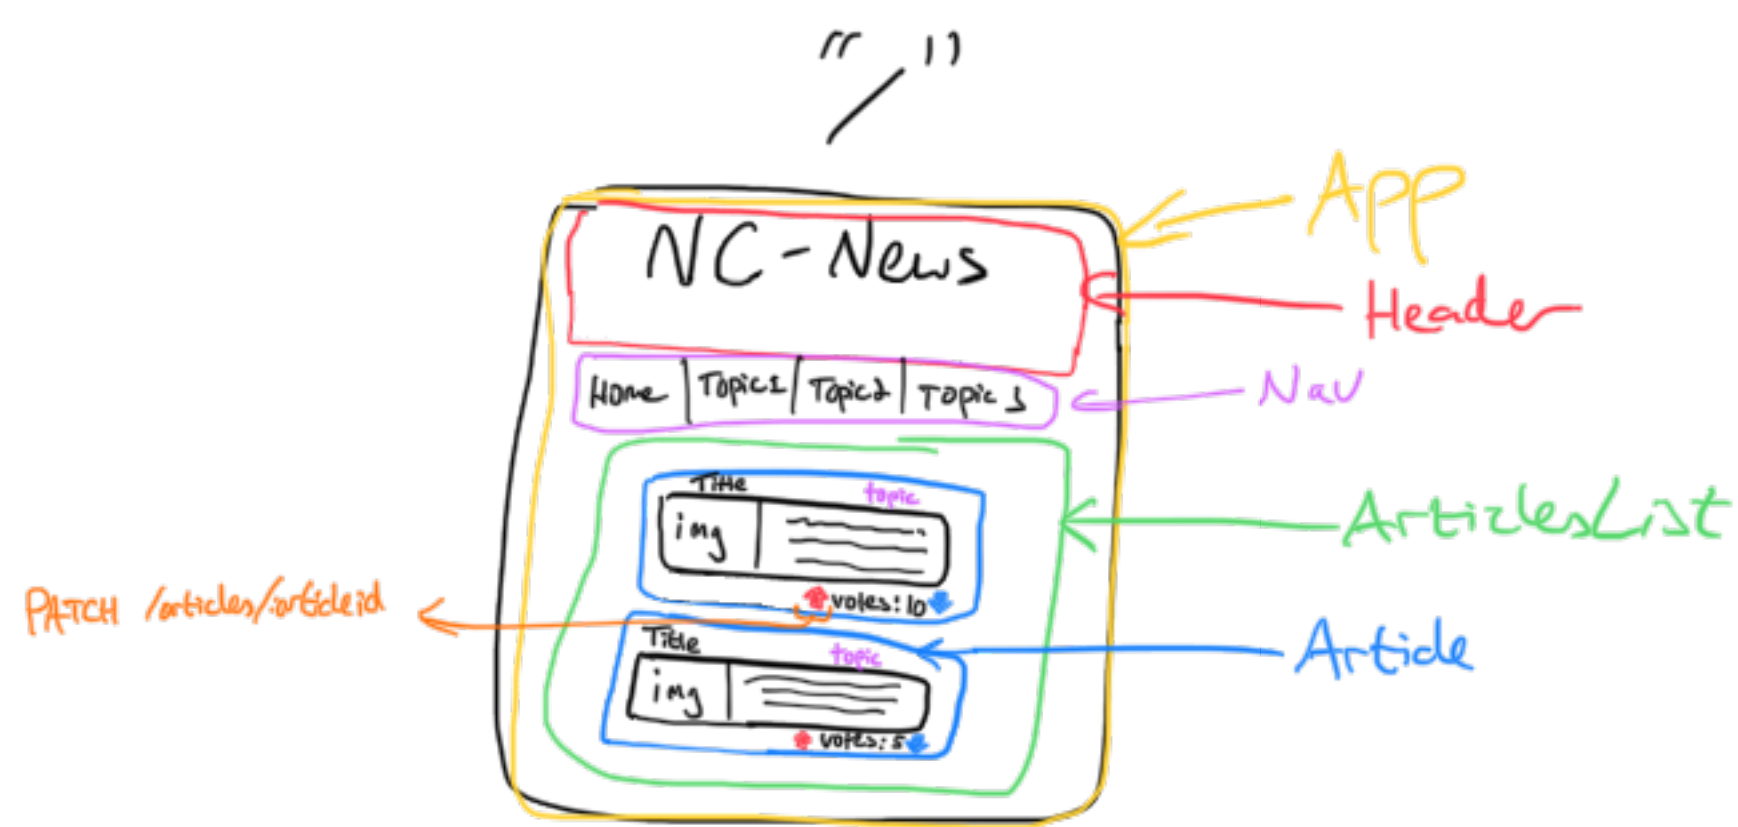 "/"
App
NC-News
Header
Home Topic1 Topic2 Topic3
Nav
Title topic
img
ArticlesList
votes:10
PATCH /articles/:articleid
Title topic
Article
img
votes:5